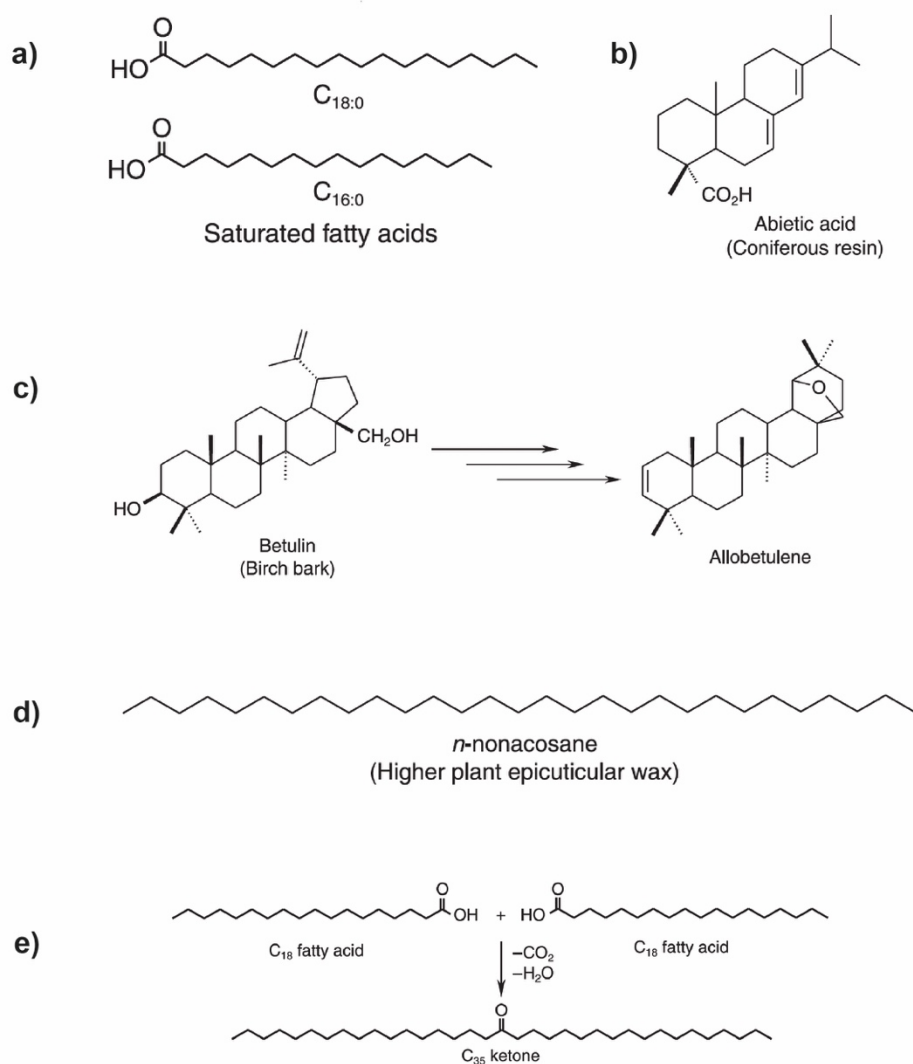 a)
O
HO
C18:0
O
HO
C16:0
Saturated fatty acids
b)
CO2H
Abietic acid
(Coniferous resin)
c)
CH2OH
HO
Betulin
(Birch bark)
O
Allobetulene
d)
n-nonacosane
(Higher plant epicuticular wax)
e)
O
OH
+
O
HO
C18 fatty acid
C18 fatty acid
–CO2
–H2O
O
C35 ketone